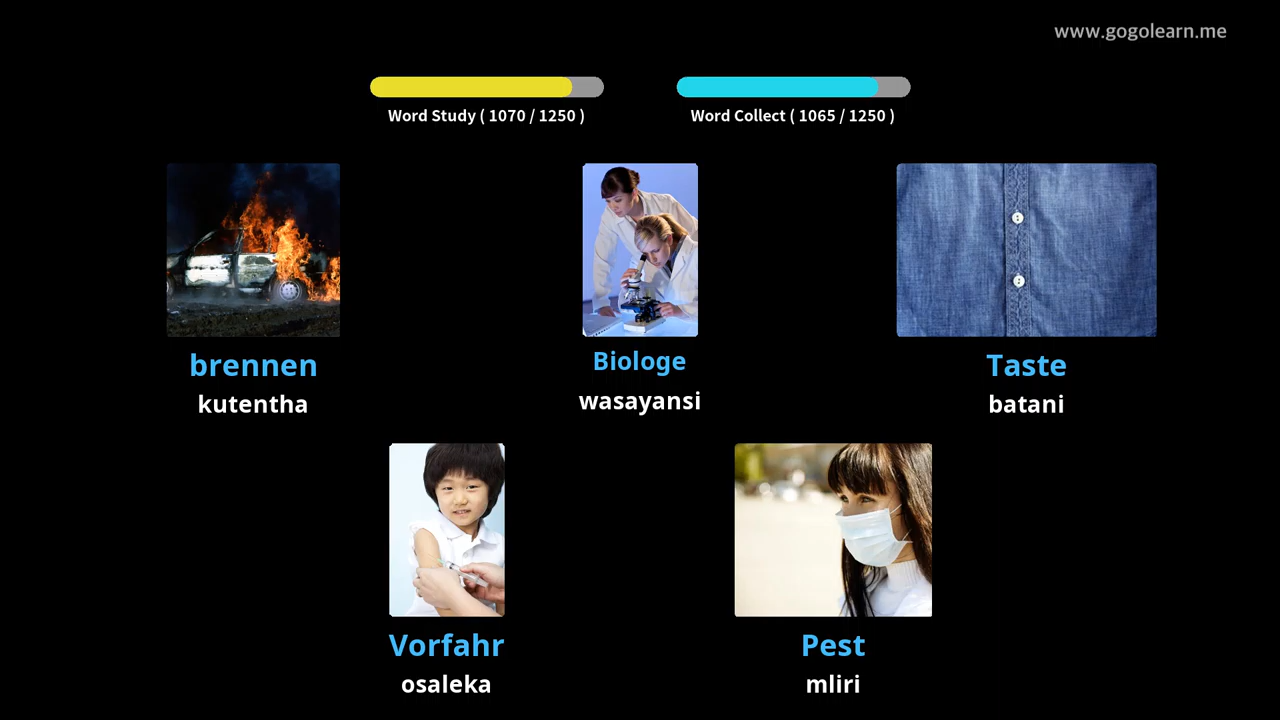 www.gogolearn.me
Word Study ( 1070 / 1250 )
Word Collect ( 1065 / 1250 )
brennen
kutentha
Biologe
wasayansi
Taste
batani
Vorfahr
osaleka
Pest
mliri